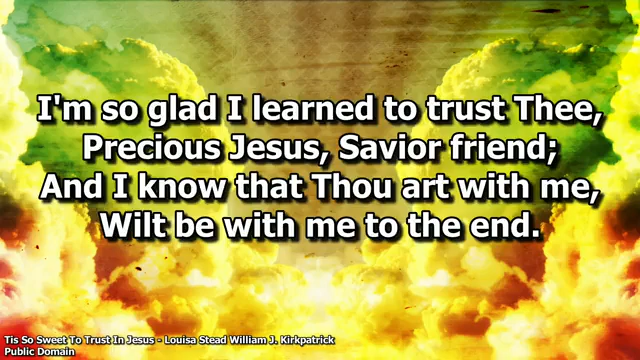 I'm so glad I learned to trust Thee,
Precious Jesus, Savior friend;
And I know that Thou art with me,
Wilt be with me to the end.
Tis So Sweet To Trust In Jesus - Louisa Stead William J. Kirkpatrick
Public Domain